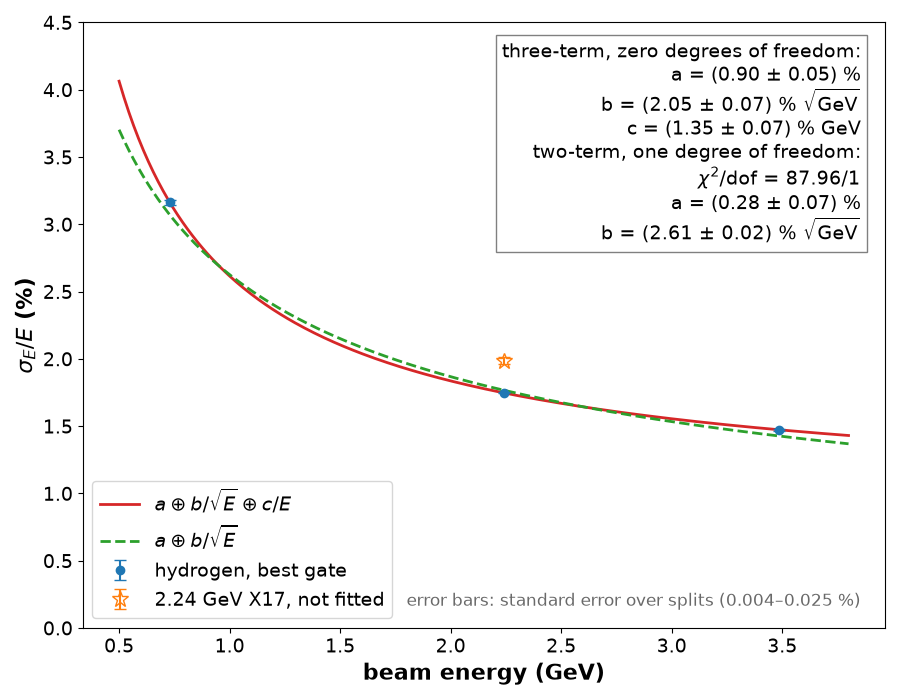 three-term, zero degrees of freedom:
a = (0.90 ± 0.05) %
b = (2.05 ± 0.07) % √GeV
c = (1.35 ± 0.07) % GeV
two-term, one degree of freedom:
χ²/dof = 87.96/1
a = (0.28 ± 0.07) %
b = (2.61 ± 0.02) % √GeV
4.5
4.0
3.5
3.0
2.5
2.0
1.5
1.0
0.5
0.0
σ_E/E (%)
a ⊕ b/√E ⊕ c/E
a ⊕ b/√E
hydrogen, best gate
2.24 GeV X17, not fitted
error bars: standard error over splits (0.004–0.025 %)
0.5 1.0 1.5 2.0 2.5 3.0 3.5
beam energy (GeV)